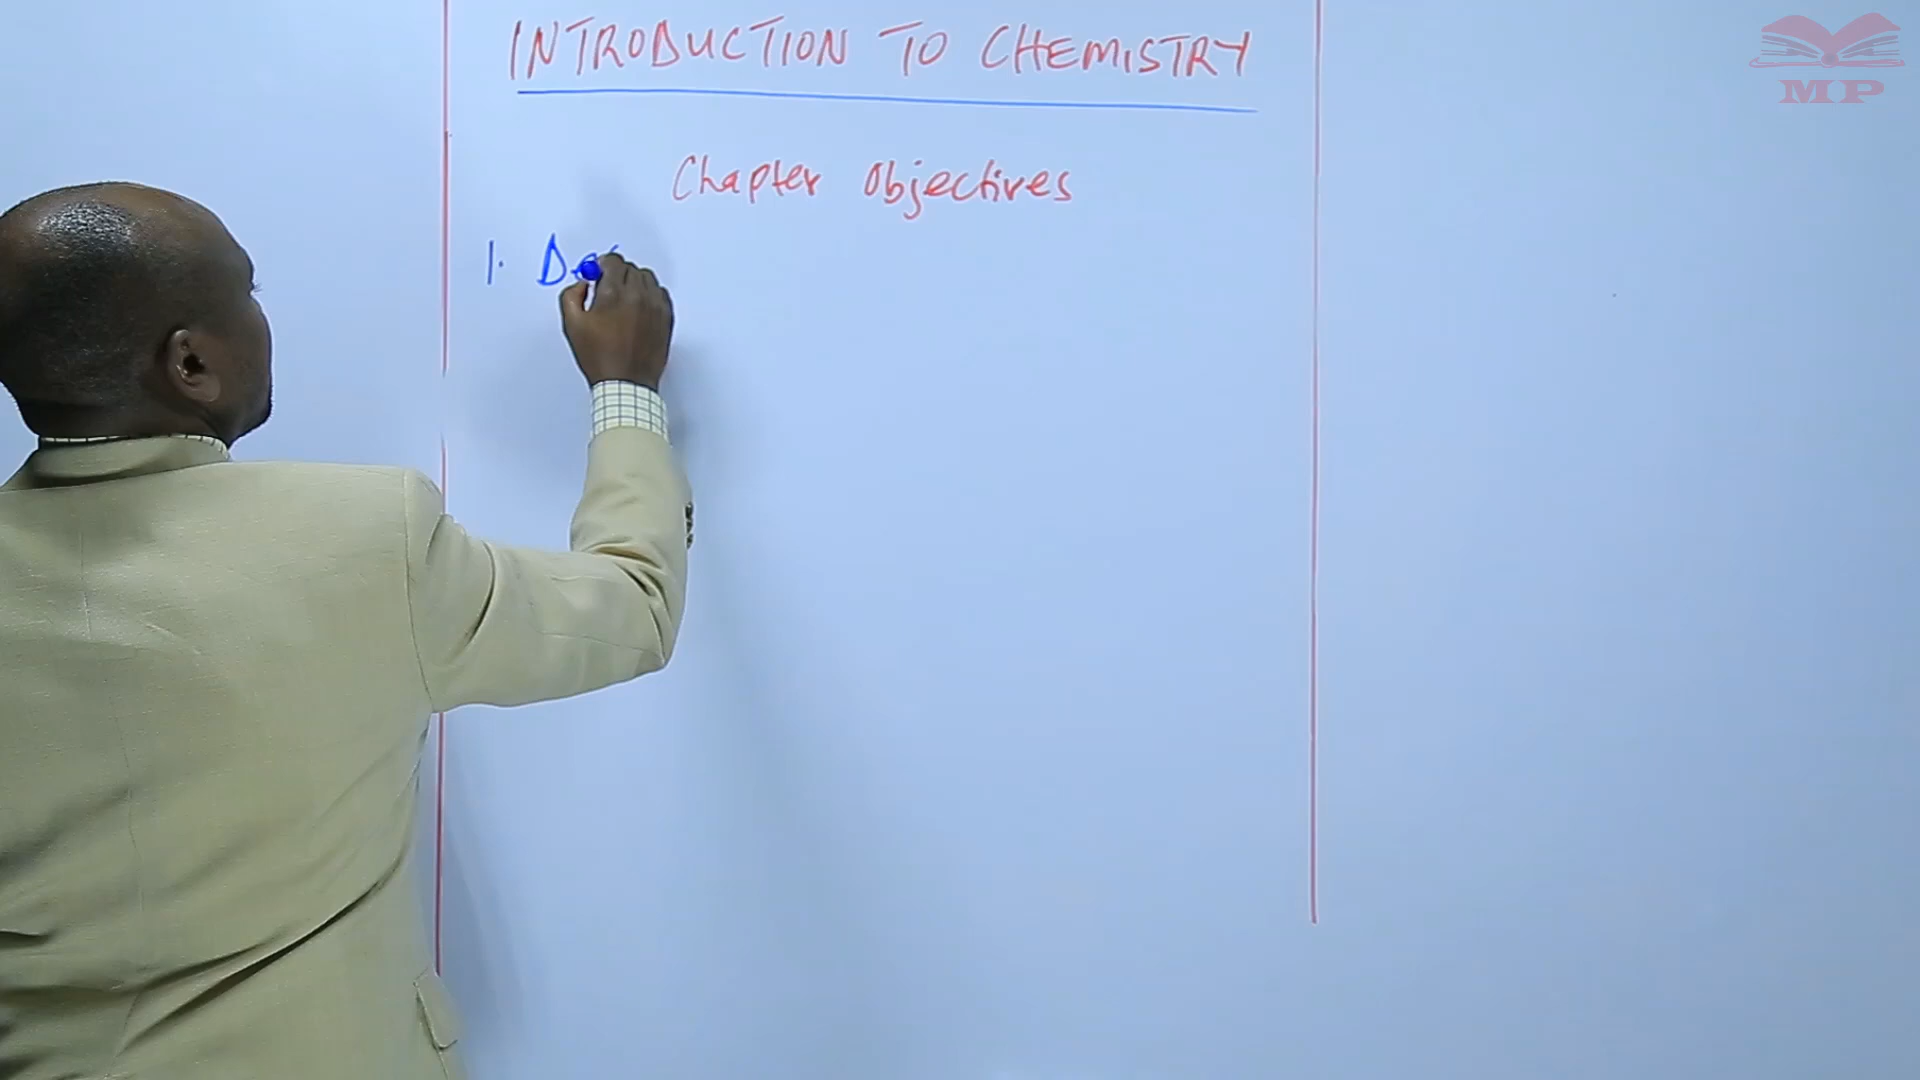 INTRODUCTION TO CHEMISTRY
MP
Chapter Objectives
1.